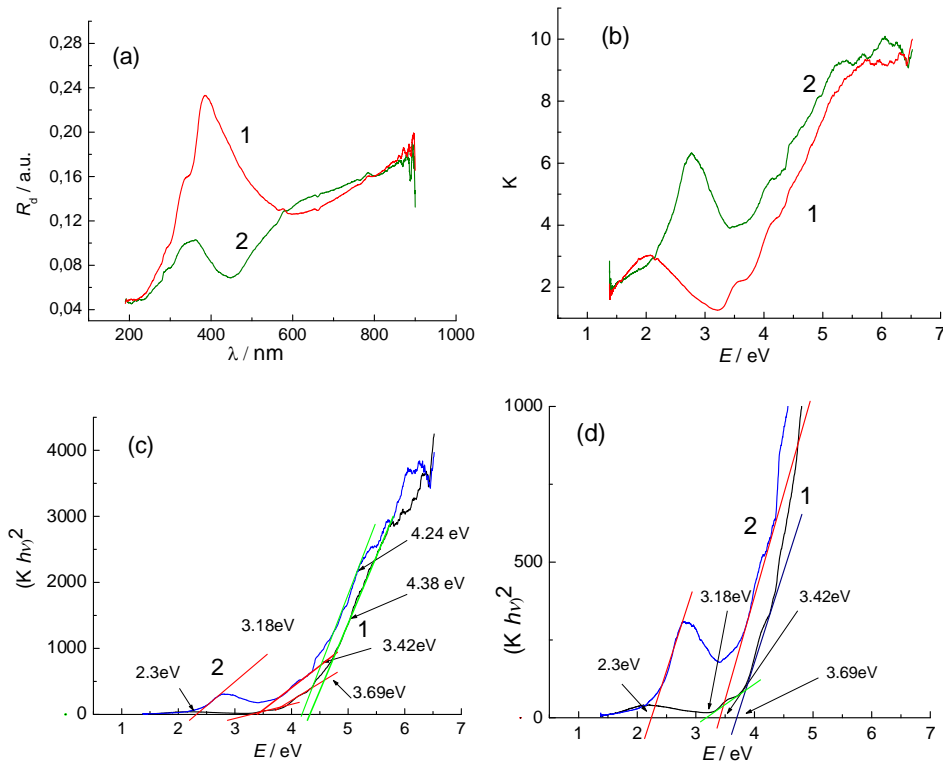 (a)
0,28
0,24
0,20
0,16
0,12
0,08
0,04
R_d / a.u.
1
2
200 400 600 800 1000
λ / nm
(b)
10
8
6
4
2
K
2
1
1 2 3 4 5 6 7
E / eV
(c)
4000
3000
2000
1000
0
(K hν)²
4.24 eV
4.38 eV
3.18eV
1
3.42eV
2
2.3eV
3.69eV
1 2 3 4 5 6 7
E / eV
(d)
1000
500
0
(K hν)²
1
2
3.18eV
3.42eV
2.3eV
3.69eV
1 2 3 4 5 6 7
E / eV